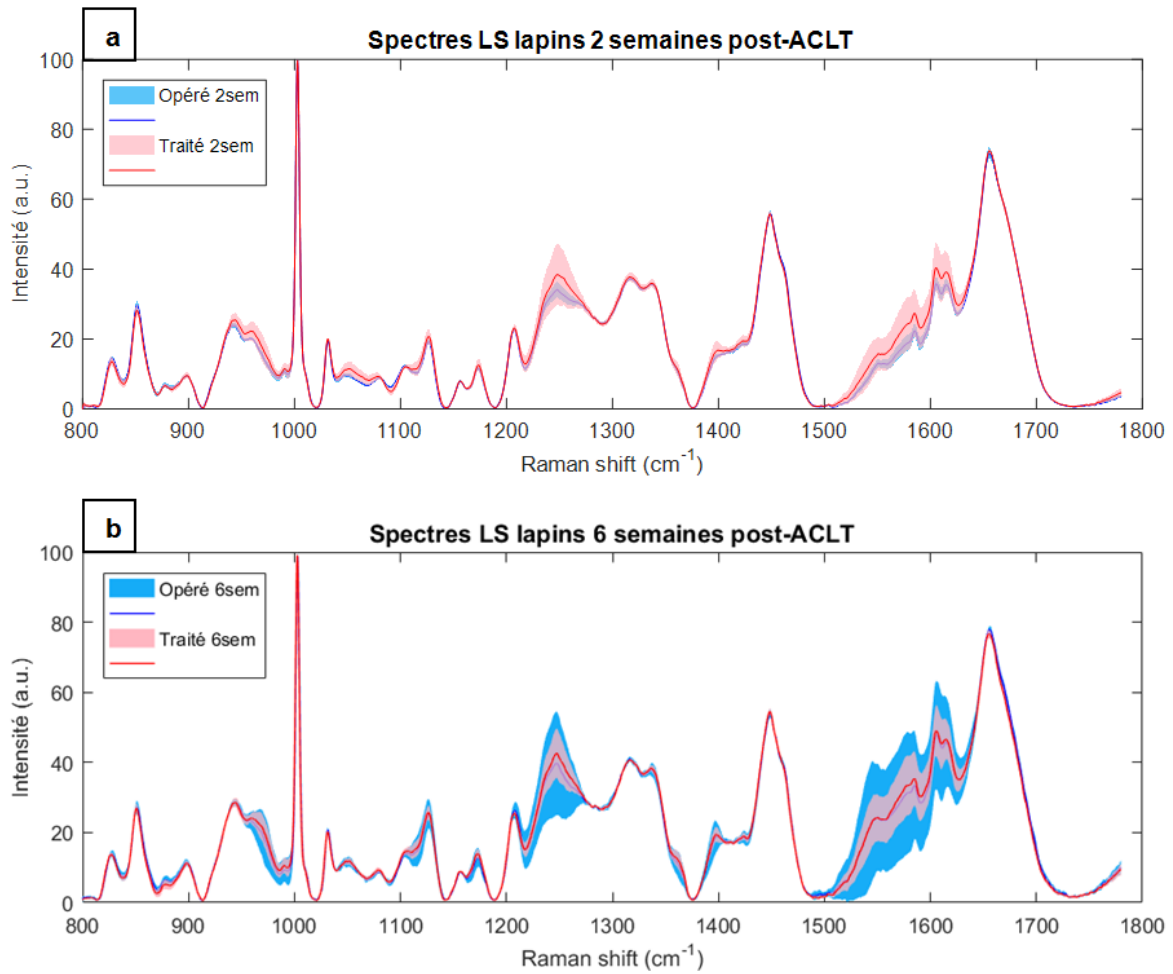 a
Spectres LS lapins 2 semaines post-ACLT
100
80
60
40
20
0
Intensité (a.u.)
Opéré 2sem
Traité 2sem
800 900 1000 1100 1200 1300 1400 1500 1600 1700 1800
Raman shift (cm⁻¹)
b
Spectres LS lapins 6 semaines post-ACLT
100
80
60
40
20
0
Intensité (a.u.)
Opéré 6sem
Traité 6sem
800 900 1000 1100 1200 1300 1400 1500 1600 1700 1800
Raman shift (cm⁻¹)